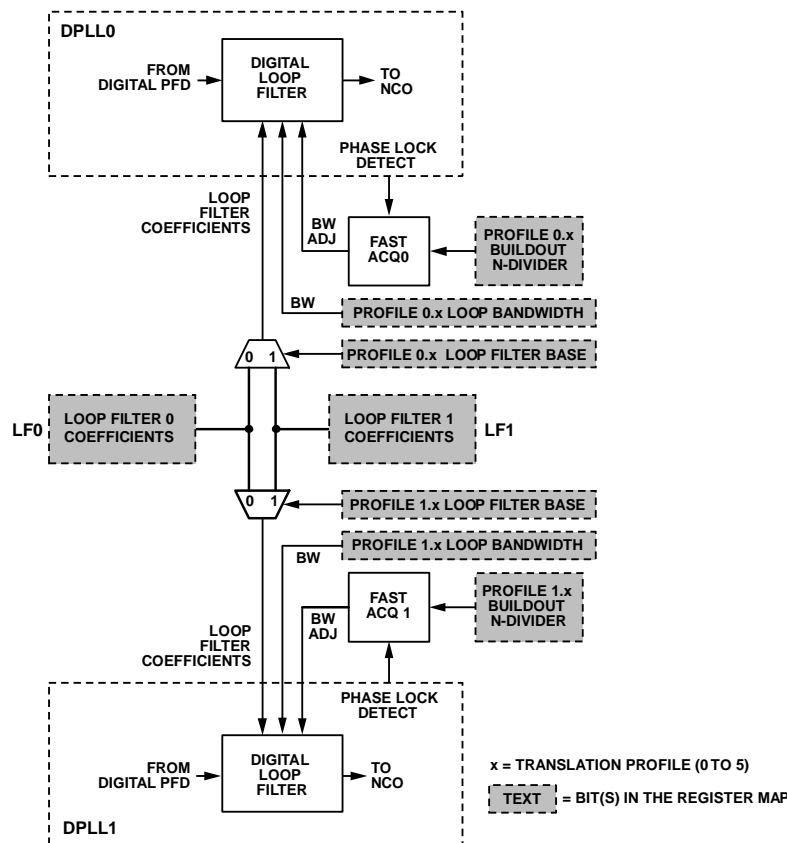 DPLL0
FROM
DIGITAL PFD
DIGITAL
LOOP
FILTER
TO
NCO
PHASE LOCK
DETECT
LOOP
FILTER
COEFFICIENTS
BW
ADJ
FAST
ACQ0
PROFILE 0.x
BUILDOUT
N-DIVIDER
BW
PROFILE 0.x LOOP BANDWIDTH
0 1
PROFILE 0.x LOOP FILTER BASE
LF0
LOOP FILTER 0
COEFFICIENTS
LOOP FILTER 1
COEFFICIENTS
LF1
0 1
PROFILE 1.x LOOP FILTER BASE
PROFILE 1.x LOOP BANDWIDTH
BW
FAST
ACQ 1
PROFILE 1.x
BUILDOUT
N-DIVIDER
BW
ADJ
LOOP
FILTER
COEFFICIENTS
PHASE LOCK
DETECT
FROM
DIGITAL PFD
DIGITAL
LOOP
FILTER
TO
NCO
DPLL1
x = TRANSLATION PROFILE (0 TO 5)
TEXT = BIT(S) IN THE REGISTER MAP